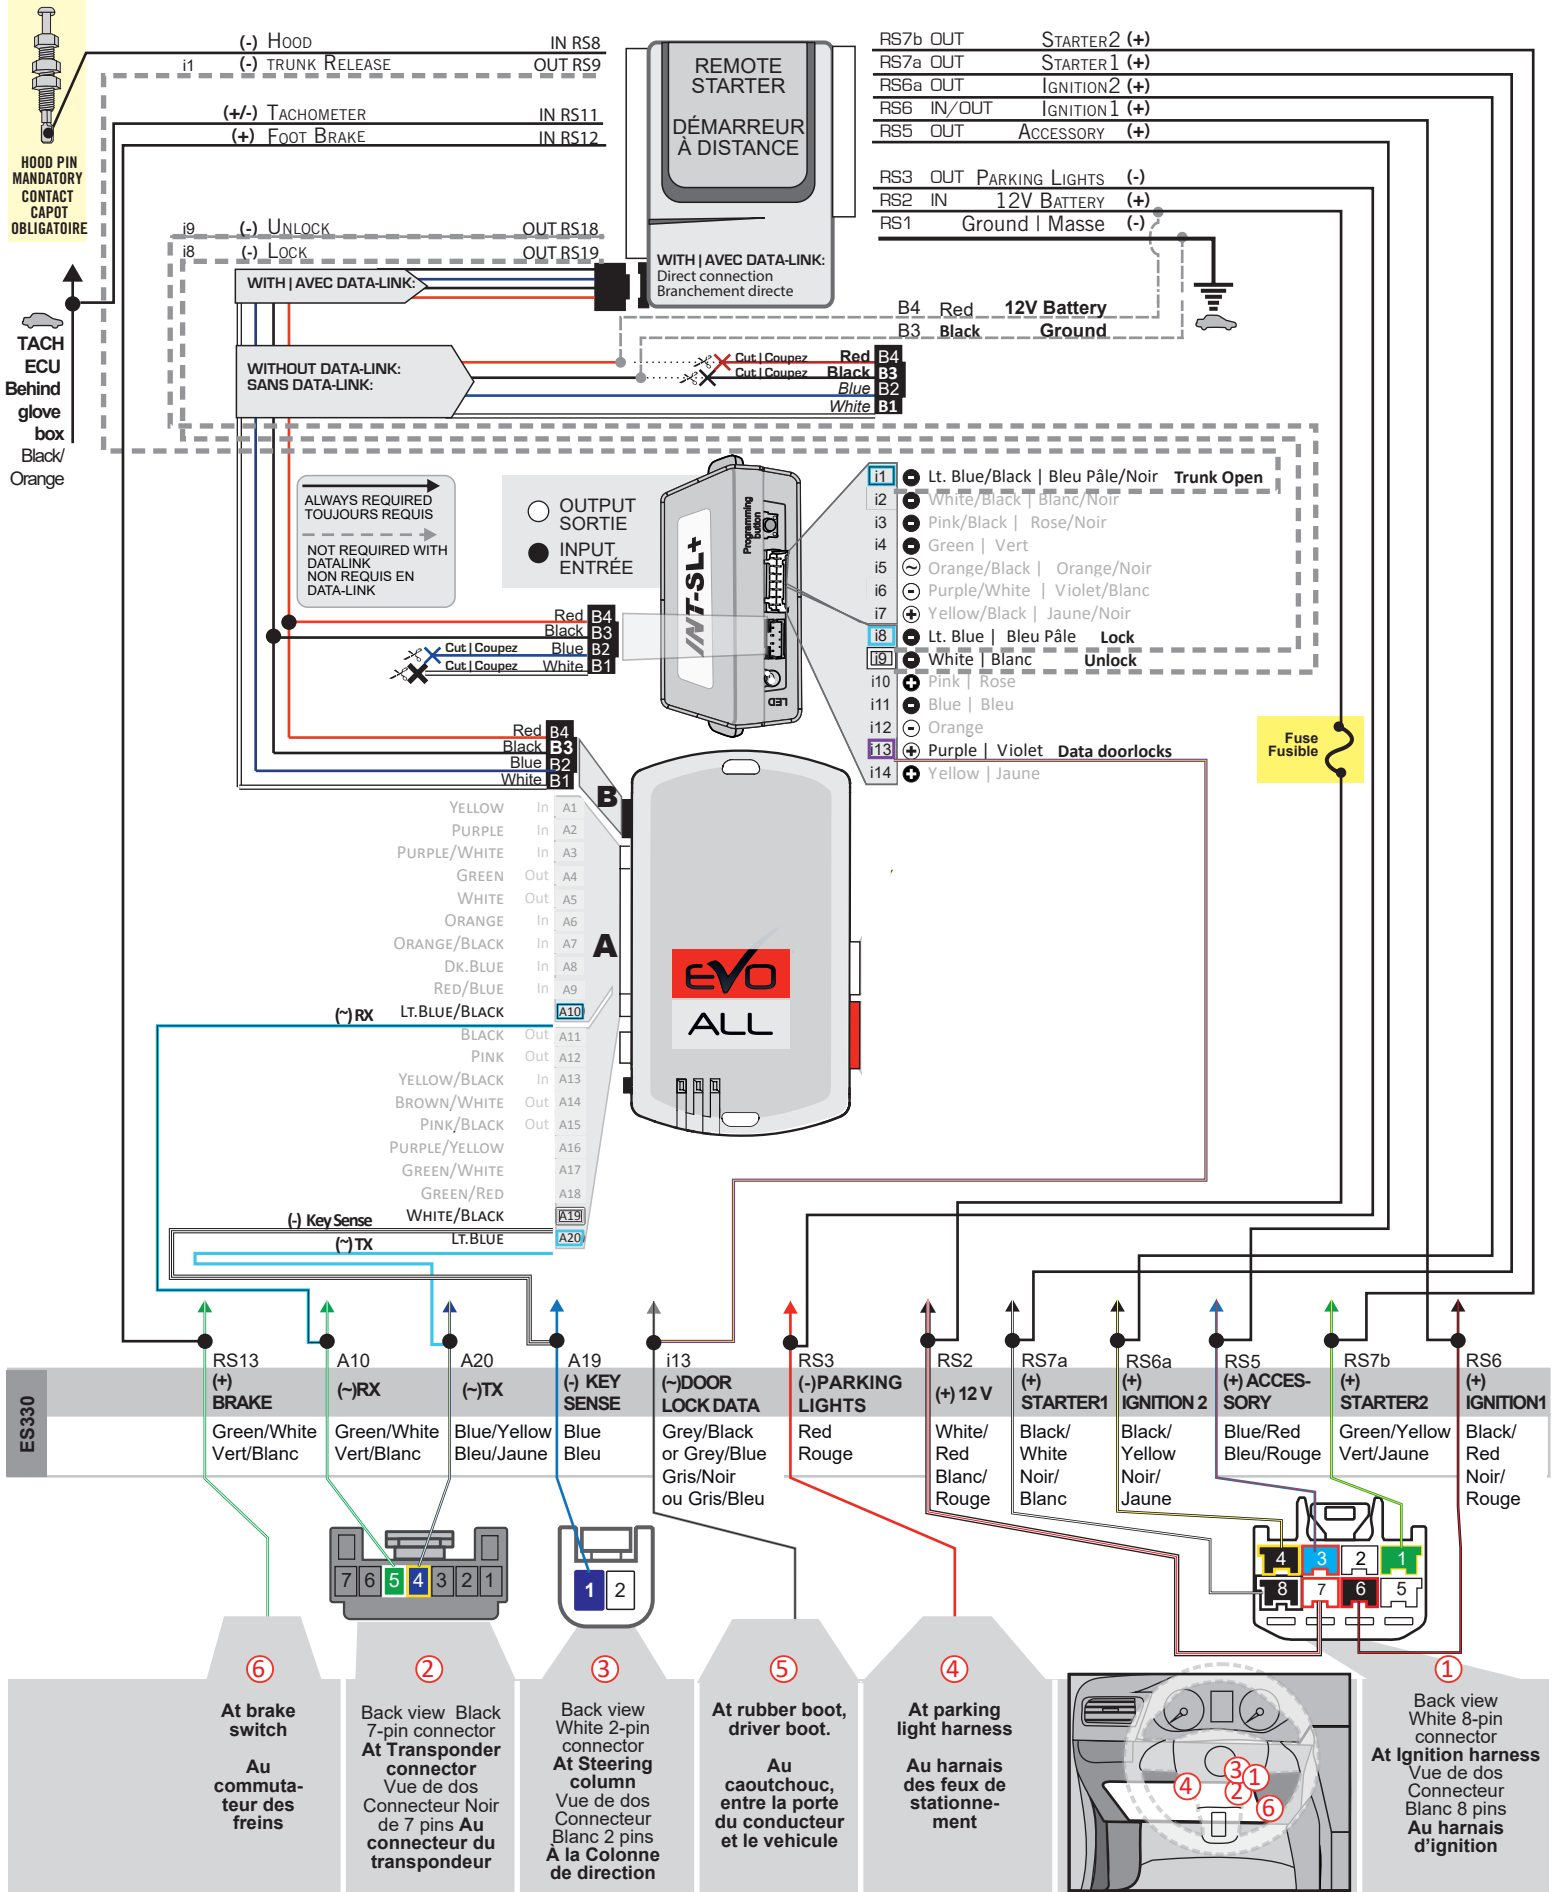 (-) HOOD IN RS8
i1 (-) TRUNK RELEASE OUT RS9
(+/-) TACHOMETER IN RS11
(+) FOOT BRAKE IN RS12
HOOD PIN
MANDATORY
CONTACT
CAPOT
OBLIGATOIRE
i9 (-) UNLOCK OUT RS18
i8 (-) LOCK OUT RS19
REMOTE
STARTER
DÉMARREUR
À DISTANCE
WITH | AVEC DATA-LINK:
Direct connection
Branchement directe
RS7b OUT STARTER2 (+)
RS7a OUT STARTER1 (+)
RS6a OUT IGNITION2 (+)
RS6 IN/OUT IGNITION1 (+)
RS5 OUT ACCESSORY (+)
RS3 OUT PARKING LIGHTS (-)
RS2 IN 12V BATTERY (+)
RS1 Ground | Masse (-)
WITH | AVEC DATA-LINK:
B4 Red 12V Battery
B3 Black Ground
TACH
ECU
Behind
glove
box
Black/
Orange
WITHOUT DATA-LINK:
SANS DATA-LINK:
Cut | Coupez Red B4
Cut | Coupez Black B3
Blue B2
White B1
ALWAYS REQUIRED
TOUJOURS REQUIS
NOT REQUIRED WITH
DATALINK
NON REQUIS EN
DATA-LINK
OUTPUT
SORTIE
INPUT
ENTRÉE
INT-SL+
Programming
button
LED
Red B4
Black B3
Cut | Coupez Blue B2
Cut | Coupez White B1
i1 Lt. Blue/Black | Bleu Pâle/Noir Trunk Open
i2 White/Black | Blanc/Noir
i3 Pink/Black | Rose/Noir
i4 Green | Vert
i5 Orange/Black | Orange/Noir
i6 Purple/White | Violet/Blanc
i7 Yellow/Black | Jaune/Noir
i8 Lt. Blue | Bleu Pâle Lock
i9 White | Blanc Unlock
i10 Pink | Rose
i11 Blue | Bleu
i12 Orange
i13 Purple | Violet Data doorlocks
i14 Yellow | Jaune
Fuse
Fusible
Red B4
Black B3
Blue B2
White B1
B
A
YELLOW In A1
PURPLE In A2
PURPLE/WHITE In A3
GREEN Out A4
WHITE Out A5
ORANGE In A6
ORANGE/BLACK In A7
DK.BLUE In A8
RED/BLUE In A9
(~) RX LT.BLUE/BLACK A10
BLACK Out A11
PINK Out A12
YELLOW/BLACK In A13
BROWN/WHITE Out A14
PINK/BLACK Out A15
PURPLE/YELLOW A16
GREEN/WHITE A17
GREEN/RED A18
(-) Key Sense WHITE/BLACK A19
(~) TX LT.BLUE A20
EVO
ALL
ES330
RS13
(+)
BRAKE
Green/White
Vert/Blanc
A10
(~)RX
Green/White
Vert/Blanc
A20
(~)TX
Blue/Yellow
Bleu/Jaune
A19
(-) KEY
SENSE
Blue
Bleu
i13
(~)DOOR
LOCK DATA
Grey/Black
or Grey/Blue
Gris/Noir
ou Gris/Bleu
RS3
(-)PARKING
LIGHTS
Red
Rouge
RS2
(+) 12 V
White/
Red
Blanc/
Rouge
RS7a
(+)
STARTER1
Black/
White
Noir/
Blanc
RS6a
(+)
IGNITION 2
Black/
Yellow
Noir/
Jaune
RS5
(+) ACCES-
SORY
Blue/Red
Bleu/Rouge
RS7b
(+)
STARTER2
Green/Yellow
Vert/Jaune
RS6
(+)
IGNITION1
Black/
Red
Noir/
Rouge
7 6 5 4 3 2 1
1 2
4 3 2 1
8 7 6 5
6
At brake
switch
Au
commuta-
teur des
freins
2
Back view Black
7-pin connector
At Transponder
connector
Vue de dos
Connecteur Noir
de 7 pins Au
connecteur du
transpondeur
3
Back view
White 2-pin
connector
At Steering
column
Vue de dos
Connecteur
Blanc 2 pins
À la Colonne
de direction
5
At rubber boot,
driver boot.
Au
caoutchouc,
entre la porte
du conducteur
et le vehicule
4
At parking
light harness
Au harnais
des feux de
stationne-
ment
3
1
4
2
6
1
Back view
White 8-pin
connector
At Ignition harness
Vue de dos
Connecteur
Blanc 8 pins
Au harnais
d'ignition